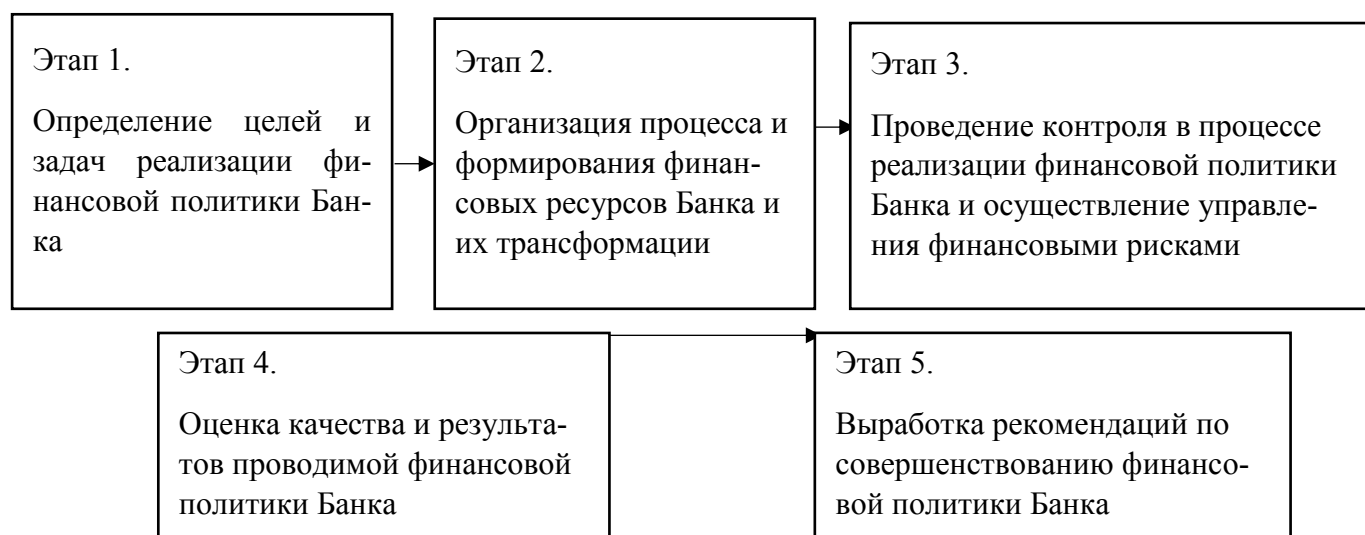 Этап 1.
Определение целей и
задач реализации фи-
нансовой политики Бан-
ка
Этап 2.
Организация процесса и
формирования финан-
совых ресурсов Банка и
их трансформации
Этап 3.
Проведение контроля в процессе
реализации финансовой политики
Банка и осуществление управле-
ния финансовыми рисками
Этап 4.
Оценка качества и результа-
тов проводимой финансовой
политики Банка
Этап 5.
Выработка рекомендаций по
совершенствованию финансо-
вой политики Банка